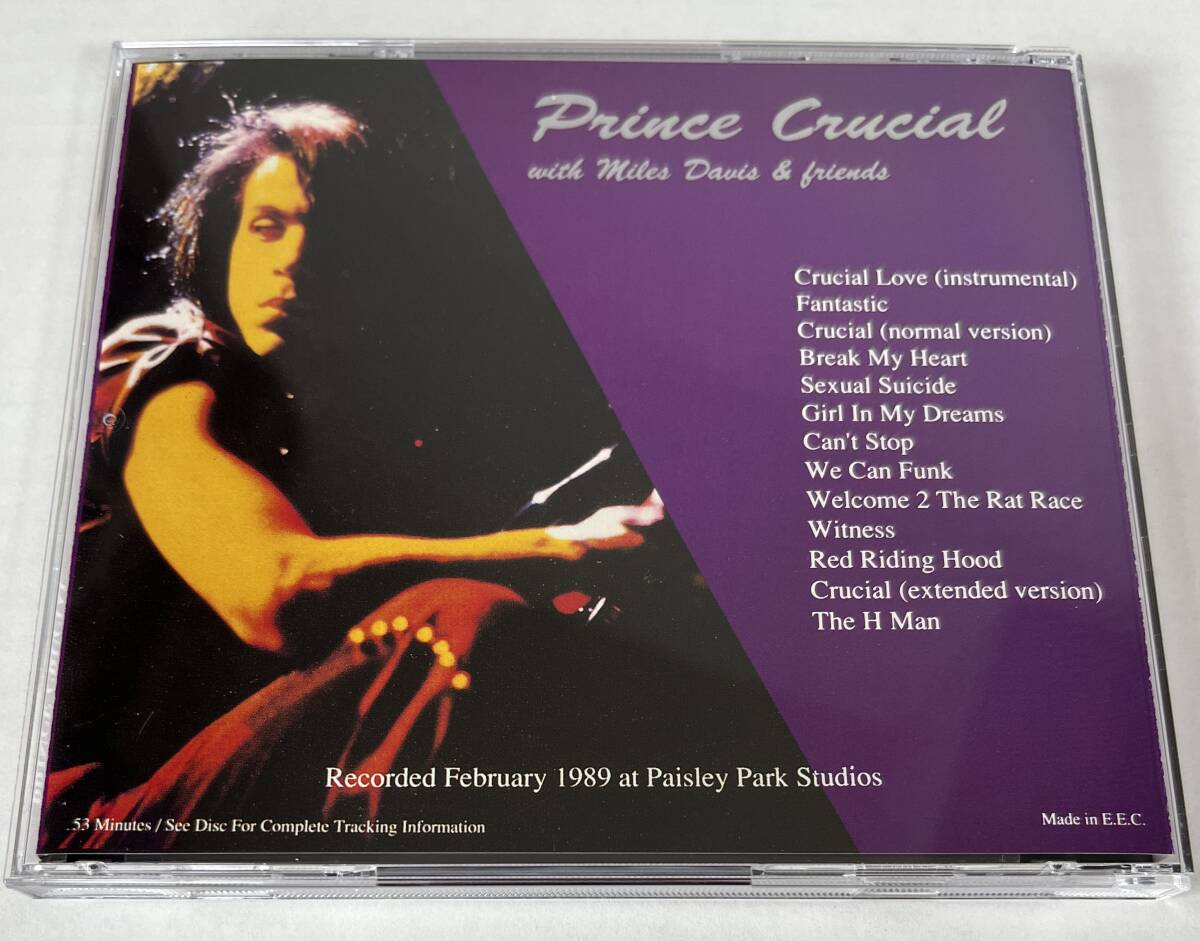 Prince Crucial
with Miles Davis & friends
Crucial Love (instrumental)
Fantastic
Crucial (normal version)
Break My Heart
Sexual Suicide
Girl In My Dreams
Can't Stop
We Can Funk
Welcome 2 The Rat Race
Witness
Red Riding Hood
Crucial (extended version)
The H Man
Recorded February 1989 at Paisley Park Studios
53 Minutes / See Disc For Complete Tracking Information
Made in E.E.C.